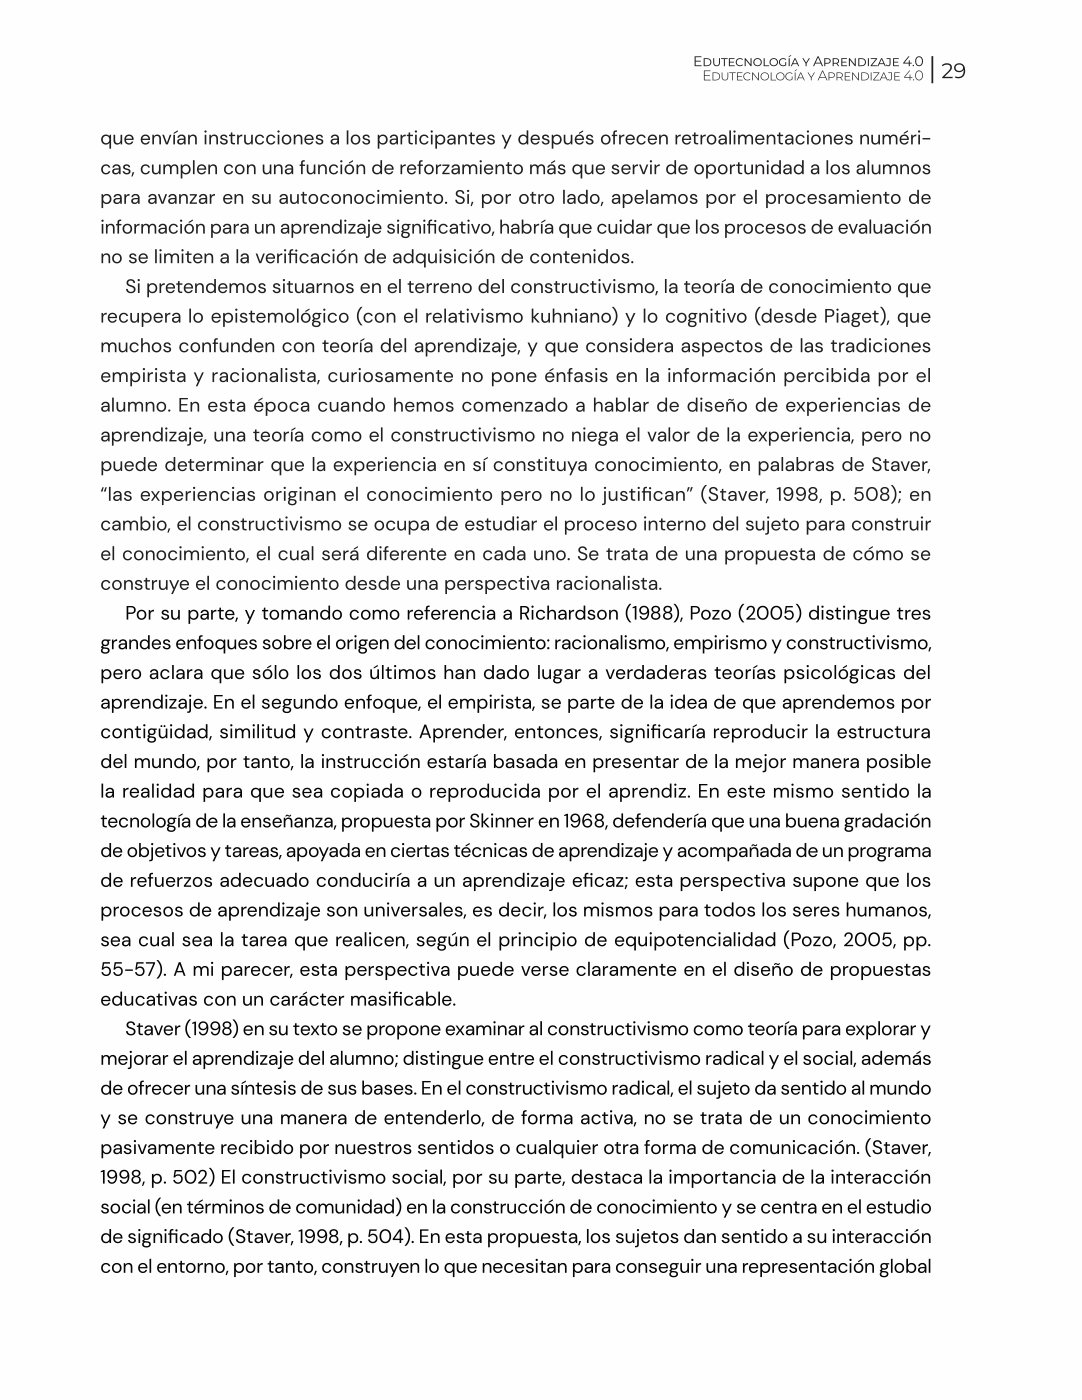 Edutecnología y Aprendizaje 4.0
Edutecnología y Aprendizaje 4.0
29
que envían instrucciones a los participantes y después ofrecen retroalimentaciones numéri-
cas, cumplen con una función de reforzamiento más que servir de oportunidad a los alumnos
para avanzar en su autoconocimiento. Si, por otro lado, apelamos por el procesamiento de
información para un aprendizaje significativo, habría que cuidar que los procesos de evaluación
no se limiten a la verificación de adquisición de contenidos.
Si pretendemos situarnos en el terreno del constructivismo, la teoría de conocimiento que
recupera lo epistemológico (con el relativismo kuhniano) y lo cognitivo (desde Piaget), que
muchos confunden con teoría del aprendizaje, y que considera aspectos de las tradiciones
empirista y racionalista, curiosamente no pone énfasis en la información percibida por el
alumno. En esta época cuando hemos comenzado a hablar de diseño de experiencias de
aprendizaje, una teoría como el constructivismo no niega el valor de la experiencia, pero no
puede determinar que la experiencia en sí constituya conocimiento, en palabras de Staver,
“las experiencias originan el conocimiento pero no lo justifican” (Staver, 1998, p. 508); en
cambio, el constructivismo se ocupa de estudiar el proceso interno del sujeto para construir
el conocimiento, el cual será diferente en cada uno. Se trata de una propuesta de cómo se
construye el conocimiento desde una perspectiva racionalista.
Por su parte, y tomando como referencia a Richardson (1988), Pozo (2005) distingue tres
grandes enfoques sobre el origen del conocimiento: racionalismo, empirismo y constructivismo,
pero aclara que sólo los dos últimos han dado lugar a verdaderas teorías psicológicas del
aprendizaje. En el segundo enfoque, el empirista, se parte de la idea de que aprendemos por
contigüidad, similitud y contraste. Aprender, entonces, significaría reproducir la estructura
del mundo, por tanto, la instrucción estaría basada en presentar de la mejor manera posible
la realidad para que sea copiada o reproducida por el aprendiz. En este mismo sentido la
tecnología de la enseñanza, propuesta por Skinner en 1968, defendería que una buena gradación
de objetivos y tareas, apoyada en ciertas técnicas de aprendizaje y acompañada de un programa
de refuerzos adecuado conduciría a un aprendizaje eficaz; esta perspectiva supone que los
procesos de aprendizaje son universales, es decir, los mismos para todos los seres humanos,
sea cual sea la tarea que realicen, según el principio de equipotencialidad (Pozo, 2005, pp.
55-57). A mi parecer, esta perspectiva puede verse claramente en el diseño de propuestas
educativas con un carácter masificable.
Staver (1998) en su texto se propone examinar al constructivismo como teoría para explorar y
mejorar el aprendizaje del alumno; distingue entre el constructivismo radical y el social, además
de ofrecer una síntesis de sus bases. En el constructivismo radical, el sujeto da sentido al mundo
y se construye una manera de entenderlo, de forma activa, no se trata de un conocimiento
pasivamente recibido por nuestros sentidos o cualquier otra forma de comunicación. (Staver,
1998, p. 502) El constructivismo social, por su parte, destaca la importancia de la interacción
social (en términos de comunidad) en la construcción de conocimiento y se centra en el estudio
de significado (Staver, 1998, p. 504). En esta propuesta, los sujetos dan sentido a su interacción
con el entorno, por tanto, construyen lo que necesitan para conseguir una representación global